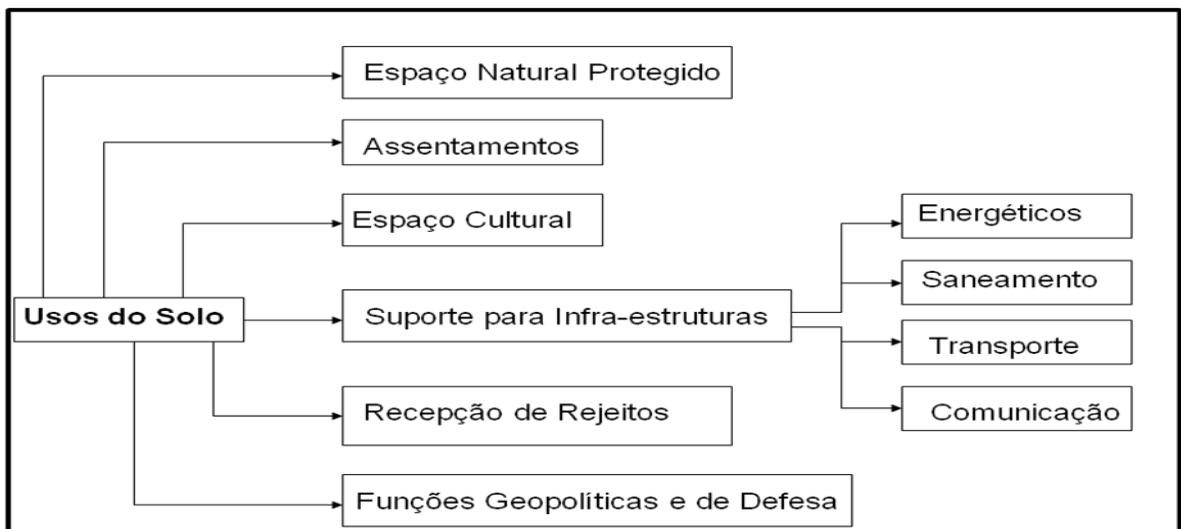 Espaço Natural Protegido
Assentamentos
Espaço Cultural
Energéticos
Saneamento
Usos do Solo
Suporte para Infra-estruturas
Transporte
Comunicação
Recepção de Rejeitos
Funções Geopolíticas e de Defesa